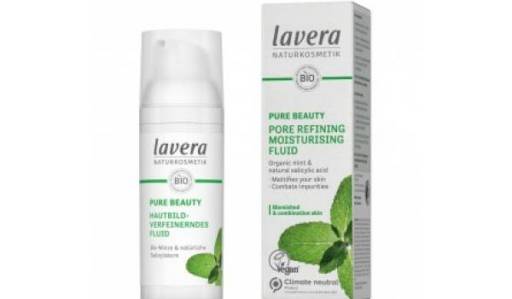 lavera
NATURKOSMETIK
BIO
PURE BEAUTY
HAUTBILD-
VERFEINERNDES
FLUID
Bio-Minze & natürliche
Salicylsäure
lavera
NATURKOSMETIK
BIO
PURE BEAUTY
PORE REFINING
MOISTURISING
FLUID
Organic mint &
natural salicylic acid
- Mattifies your skin
- Combats impurities
Blemished
& combination skin
vegan
Climate neutral
Product